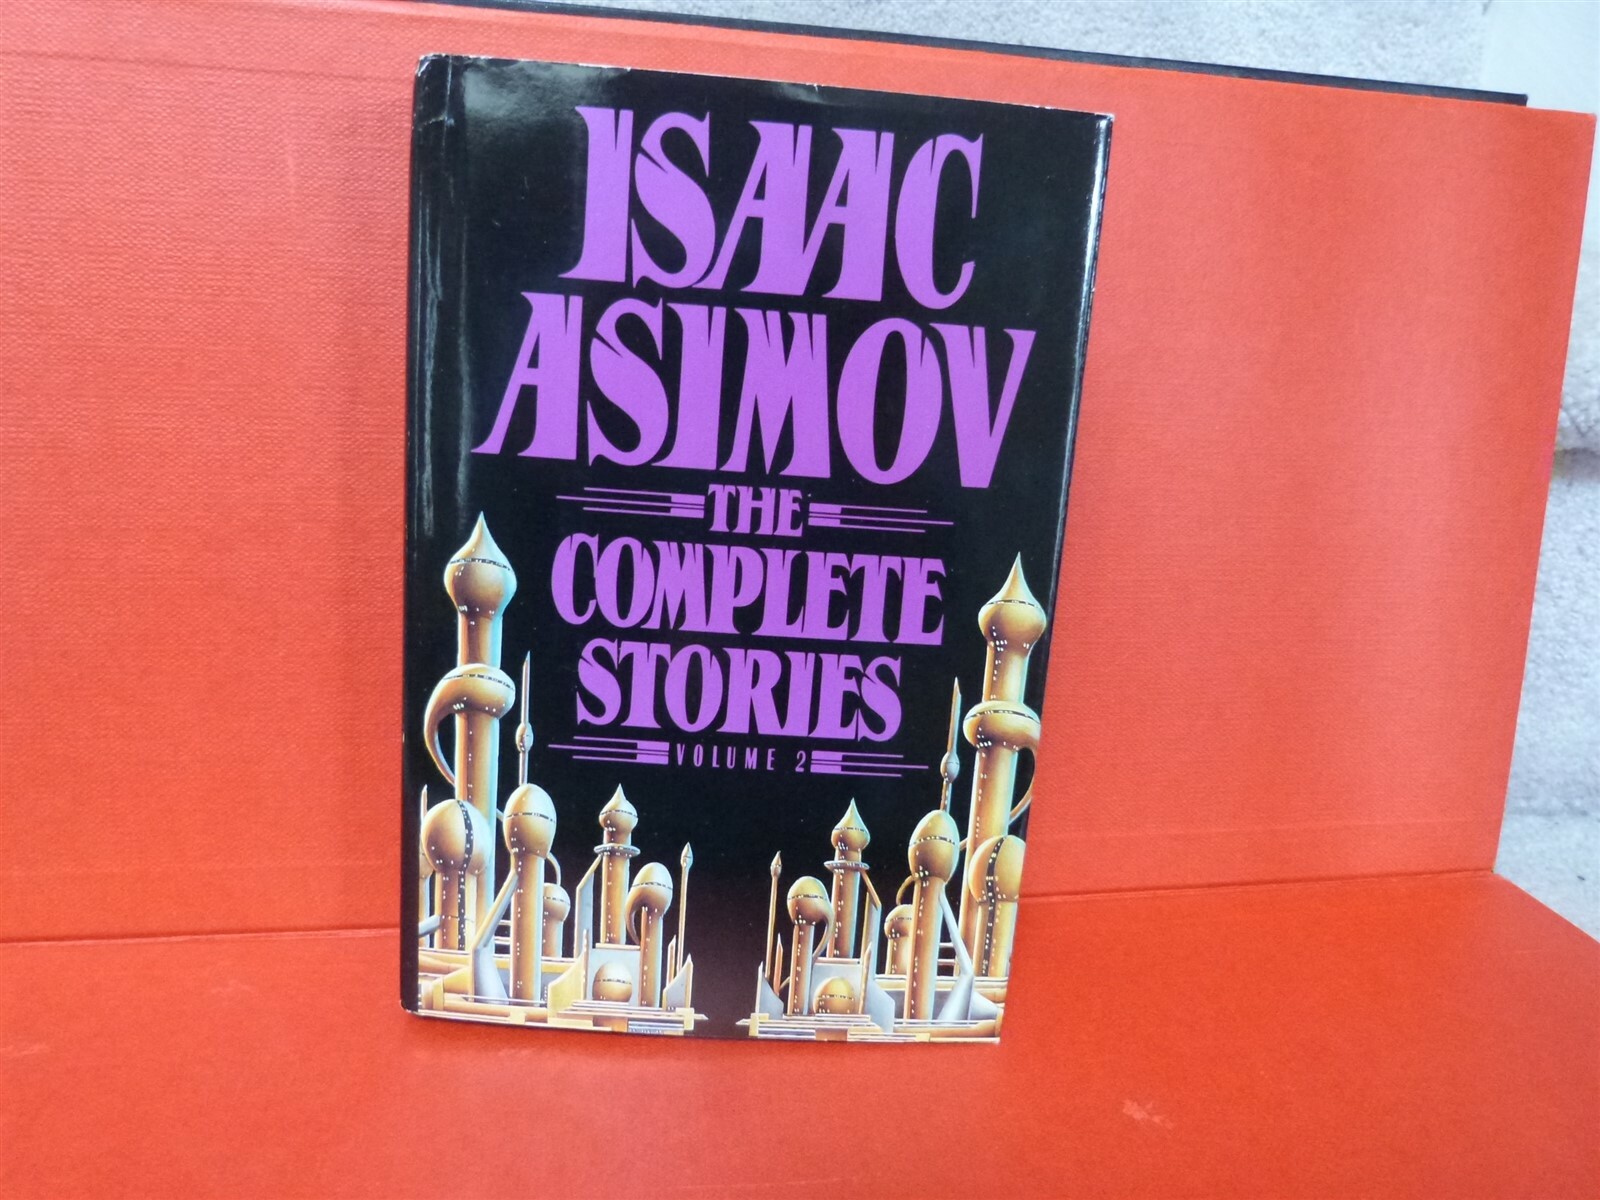 ISAAC
ASIMOV
THE
COMPLETE
STORIES
VOLUME 2